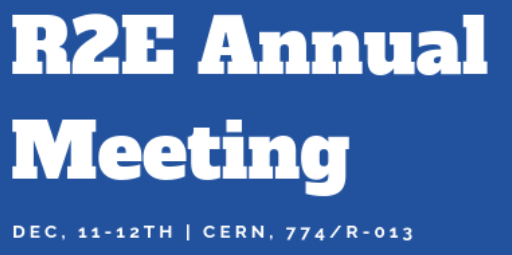 R2E Annual
Meeting
DEC, 11-12TH | CERN, 774/R-013